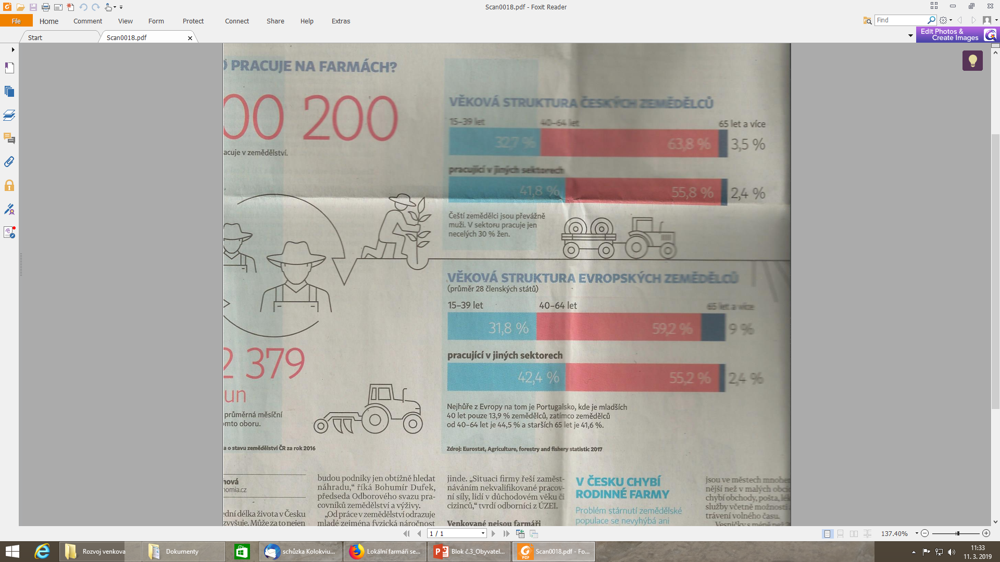 Scan0018.pdf - Foxit Reader
File
Home
Comment
View
Form
Protect
Connect
Share
Help
Extras
Find
Start
Scan0018.pdf
Edit Photos &
Create Images
PRACUJE NA FARMÁCH?
00 200
acuje v zemědělství.
VĚKOVÁ STRUKTURA ČESKÝCH ZEMĚDĚLCŮ
15–39 let
40–64 let
65 let a více
32,7 %
63,8 %
3,5 %
pracující v jiných sektorech
41,8 %
55,8 %
2,4 %
Čeští zemědělci jsou převážně
muži. V sektoru pracuje jen
necelých 30 % žen.
VĚKOVÁ STRUKTURA EVROPSKÝCH ZEMĚDĚLCŮ
(průměr 28 členských států)
15–39 let
40–64 let
65 let a více
31,8 %
59,2 %
9 %
pracující v jiných sektorech
42,4 %
55,2 %
2,4 %
Nejhůře z Evropy na tom je Portugalsko, kde je mladších
40 let pouze 13,9 % zemědělců, zatímco zemědělců
od 40–64 let je 44,5 % a starších 65 let je 41,6 %.
Zdroj: Eurostat, Agriculture, forestry and fishery statistic 2017
2 379
un
průměrná měsíční
omto oboru.
a o stavu zemědělství ČR za rok 2016
nová
nomia.cz
ední délka života v Česku
zvyšuje. Může za to nejen
budou podniky jen obtížně hledat
náhradu,“ říká Bohumír Dufek,
předseda Odborového svazu pra-
covníků zemědělství a výživy.
„Od práce v zemědělství odrazuje
mladé zejména fyzická náročnost
jinde. „Situaci firmy řeší zaměst-
náváním nekvalifikované pracov-
ní síly, lidí v důchodovém věku či
cizinců,“ tvrdí odborníci z ÚZEI.
Venkované nejsou farmáři
V ČESKU CHYBÍ
RODINNÉ FARMY
Problém stárnutí zemědělské
populace se nevyhýbá ani
jsou ve městech mnohem
nější než v malých obcí
chybí obchody, pošta, lék
služby včetně možností
trávení volného času.
1 / 1
137.40%
Rozvoj venkova
Dokumenty
schůzka Kolokviu...
Lokální farmáři se...
Blok č.3_Obyvatel...
Scan0018.pdf - Fo...
11:33
11. 3. 2019